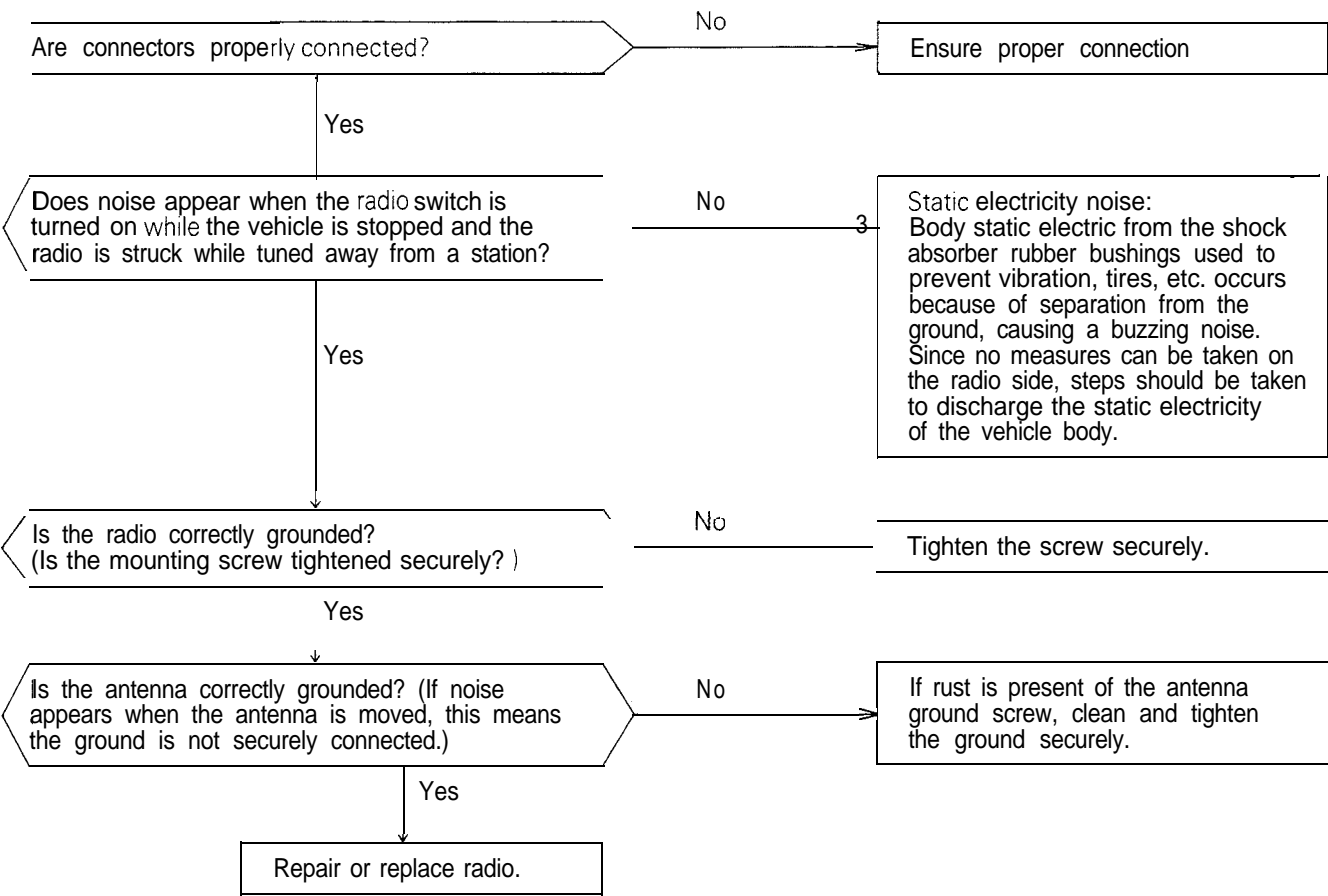 Are connectors properly connected?
No
Ensure proper connection
Yes
Does noise appear when the radio switch is
turned on while the vehicle is stopped and the
radio is struck while tuned away from a station?
No
3
Static electricity noise:
Body static electric from the shock
absorber rubber bushings used to
prevent vibration, tires, etc. occurs
because of separation from the
ground, causing a buzzing noise.
Since no measures can be taken on
the radio side, steps should be taken
to discharge the static electricity
of the vehicle body.
Yes
Is the radio correctly grounded?
(Is the mounting screw tightened securely? )
No
Tighten the screw securely.
Yes
Is the antenna correctly grounded? (If noise
appears when the antenna is moved, this means
the ground is not securely connected.)
No
If rust is present of the antenna
ground screw, clean and tighten
the ground securely.
Yes
Repair or replace radio.